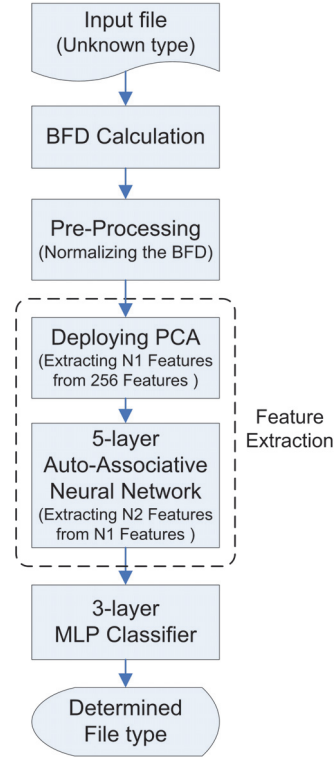 Input file
(Unknown type)
BFD Calculation
Pre-Processing
(Normalizing the BFD)
Deploying PCA
(Extracting N1 Features
from 256 Features )
5-layer
Auto-Associative
Neural Network
(Extracting N2 Features
from N1 Features )
Feature
Extraction
3-layer
MLP Classifier
Determined
File type